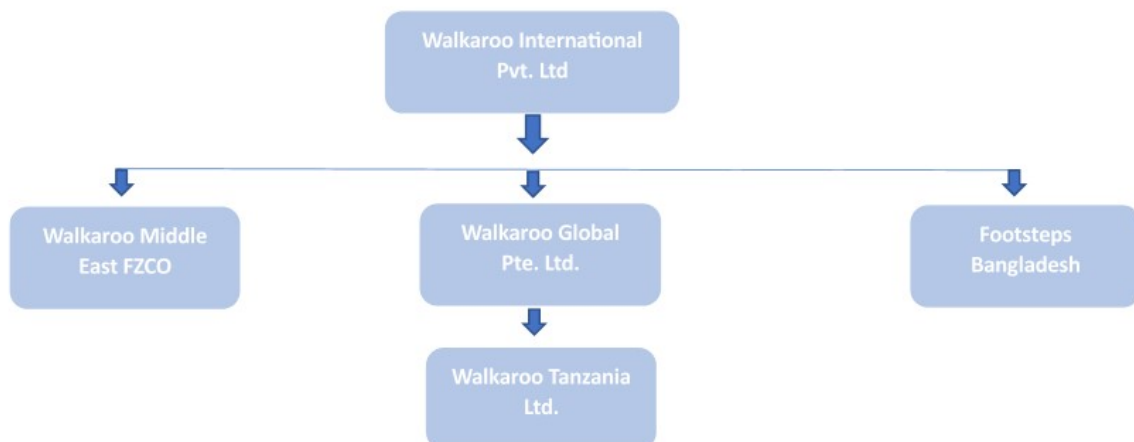 Walkaroo International
Pvt. Ltd
Walkaroo Middle
East FZCO
Walkaroo Global
Pte. Ltd.
Footsteps
Bangladesh
Walkaroo Tanzania
Ltd.